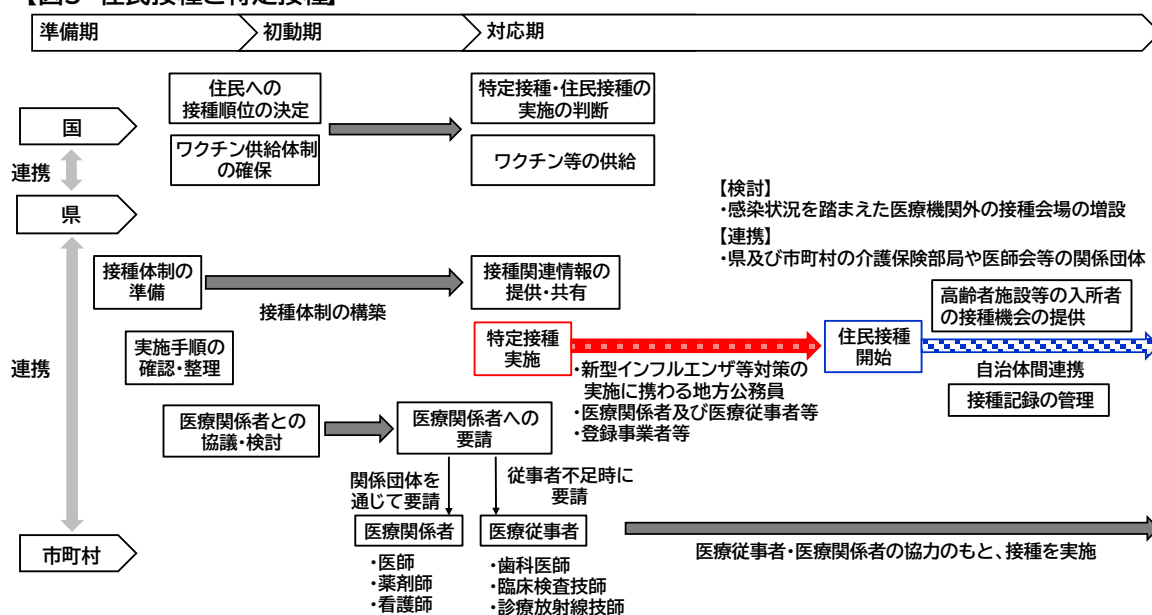 【図3 住民接種と特定接種】
準備期
初動期
対応期
住民への
接種順位の決定
特定接種・住民接種の
実施の判断
国
ワクチン供給体制
の確保
ワクチン等の供給
連携
県
【検討】
・感染状況を踏まえた医療機関外の接種会場の増設
【連携】
・県及び市町村の介護保険部局や医師会等の関係団体
接種体制の
準備
接種体制の構築
接種関連情報の
提供・共有
高齢者施設等の入所者
の接種機会の提供
実施手順の
確認・整理
特定接種
実施
住民接種
開始
連携
・新型インフルエンザ等対策の
実施に携わる地方公務員
・医療関係者及び医療従事者等
・登録事業者等
自治体間連携
接種記録の管理
医療関係者との
協議・検討
医療関係者への
要請
関係団体を
通じて要請
従事者不足時に
要請
医療関係者
医療従事者
市町村
医療従事者・医療関係者の協力のもと、接種を実施
・医師
・薬剤師
・看護師
・歯科医師
・臨床検査技師
・診療放射線技師